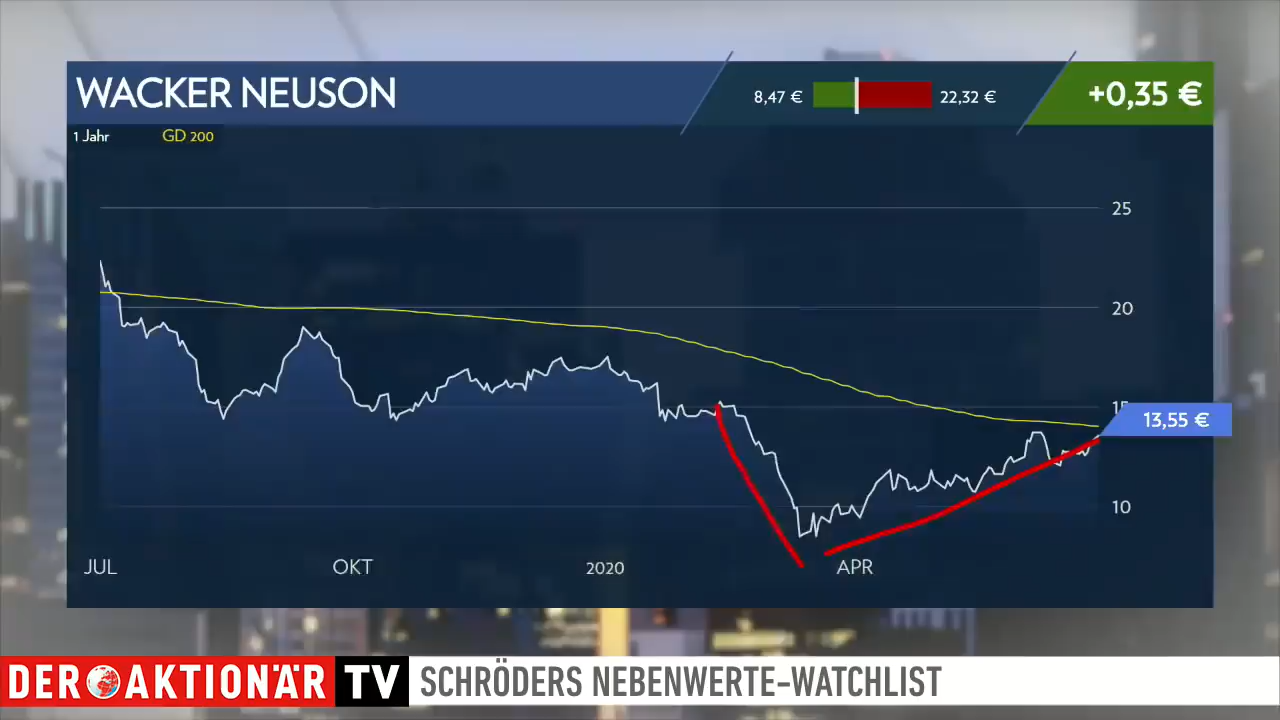 WACKER NEUSON
8,47 € 22,32 €
+0,35 €
1 Jahr GD 200
25
20
15
13,55 €
10
JUL OKT 2020 APR
DER AKTIONÄR TV SCHRÖDERS NEBENWERTE-WATCHLIST